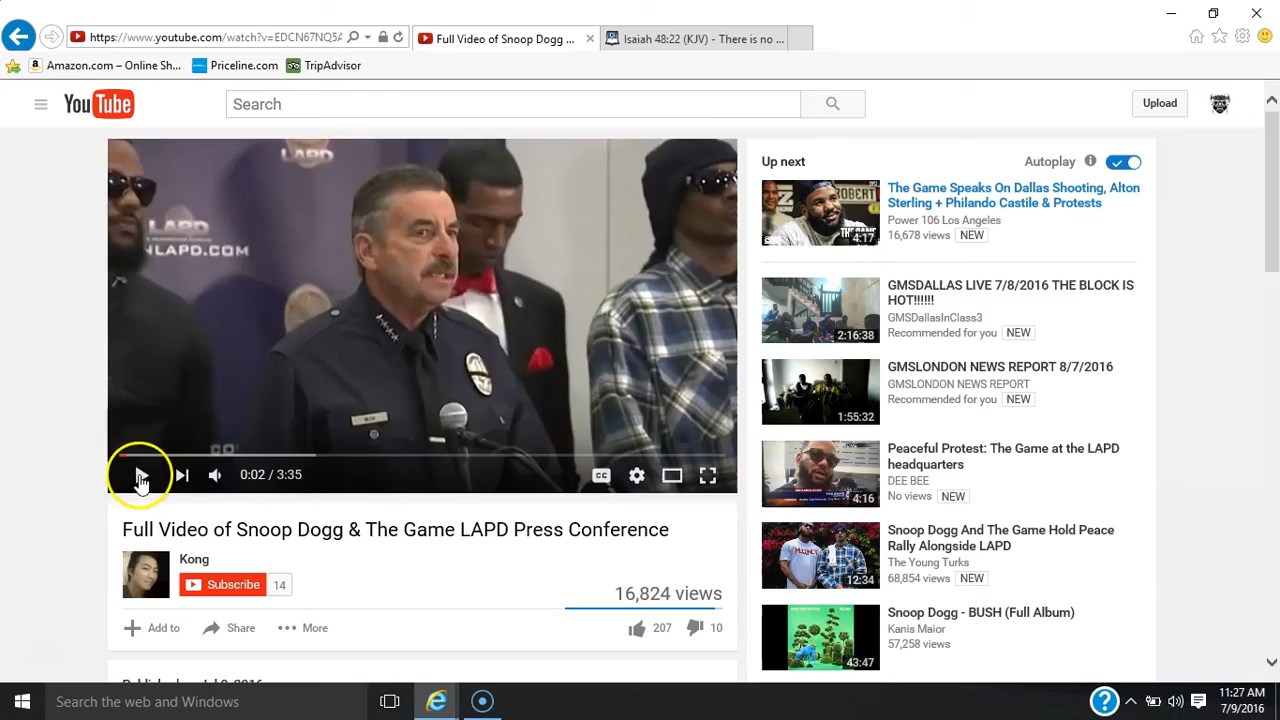 https://www.youtube.com/watch?v=EDCN67NQ5A
Full Video of Snoop Dogg ...
Isaiah 48:22 (KJV) - There is no ...
Amazon.com – Online Sh...
Priceline.com
TripAdvisor
YouTube
Search
Upload
LAPD
LAPD
HLAPD.COM
0:02 / 3:35
CC
Full Video of Snoop Dogg & The Game LAPD Press Conference
Kong
Subscribe 14
16,824 views
Add to
Share
More
207
10
Up next
Autoplay
The Game Speaks On Dallas Shooting, Alton
Sterling + Philando Castile & Protests
Power 106 Los Angeles
16,678 views NEW
4:17
GMSDALLAS LIVE 7/8/2016 THE BLOCK IS
HOT!!!!!!
GMSDallasInClass3
Recommended for you NEW
2:16:38
GMSLONDON NEWS REPORT 8/7/2016
GMSLONDON NEWS REPORT
Recommended for you NEW
1:55:32
Peaceful Protest: The Game at the LAPD
headquarters
DEE BEE
No views NEW
4:16
Snoop Dogg And The Game Hold Peace
Rally Alongside LAPD
The Young Turks
68,854 views NEW
12:34
Snoop Dogg - BUSH (Full Album)
Kanis Maior
57,258 views
43:47
Search the web and Windows
11:27 AM
7/9/2016